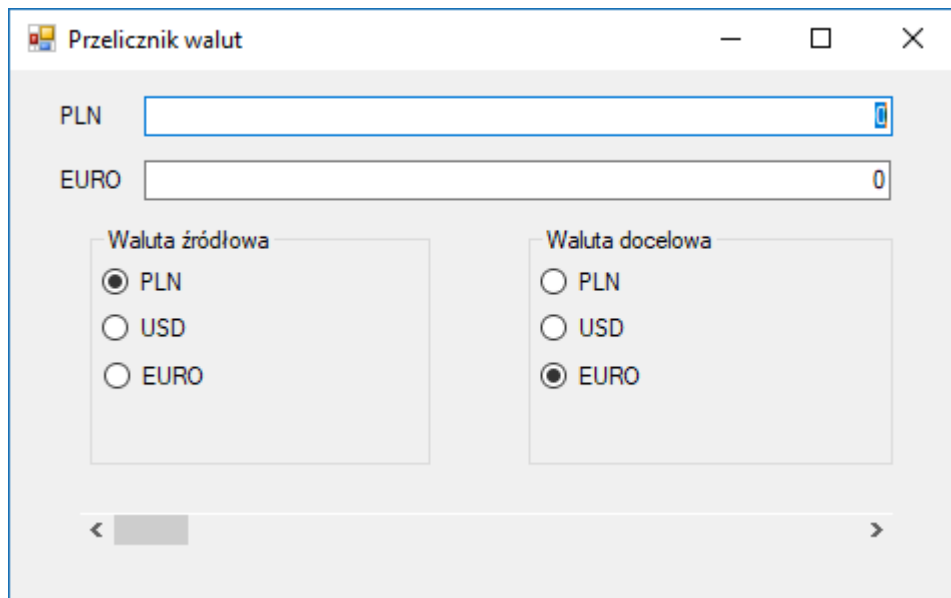 Przelicznik walut
PLN 0
EURO 0
Waluta źródłowa
PLN
USD
EURO
Waluta docelowa
PLN
USD
EURO